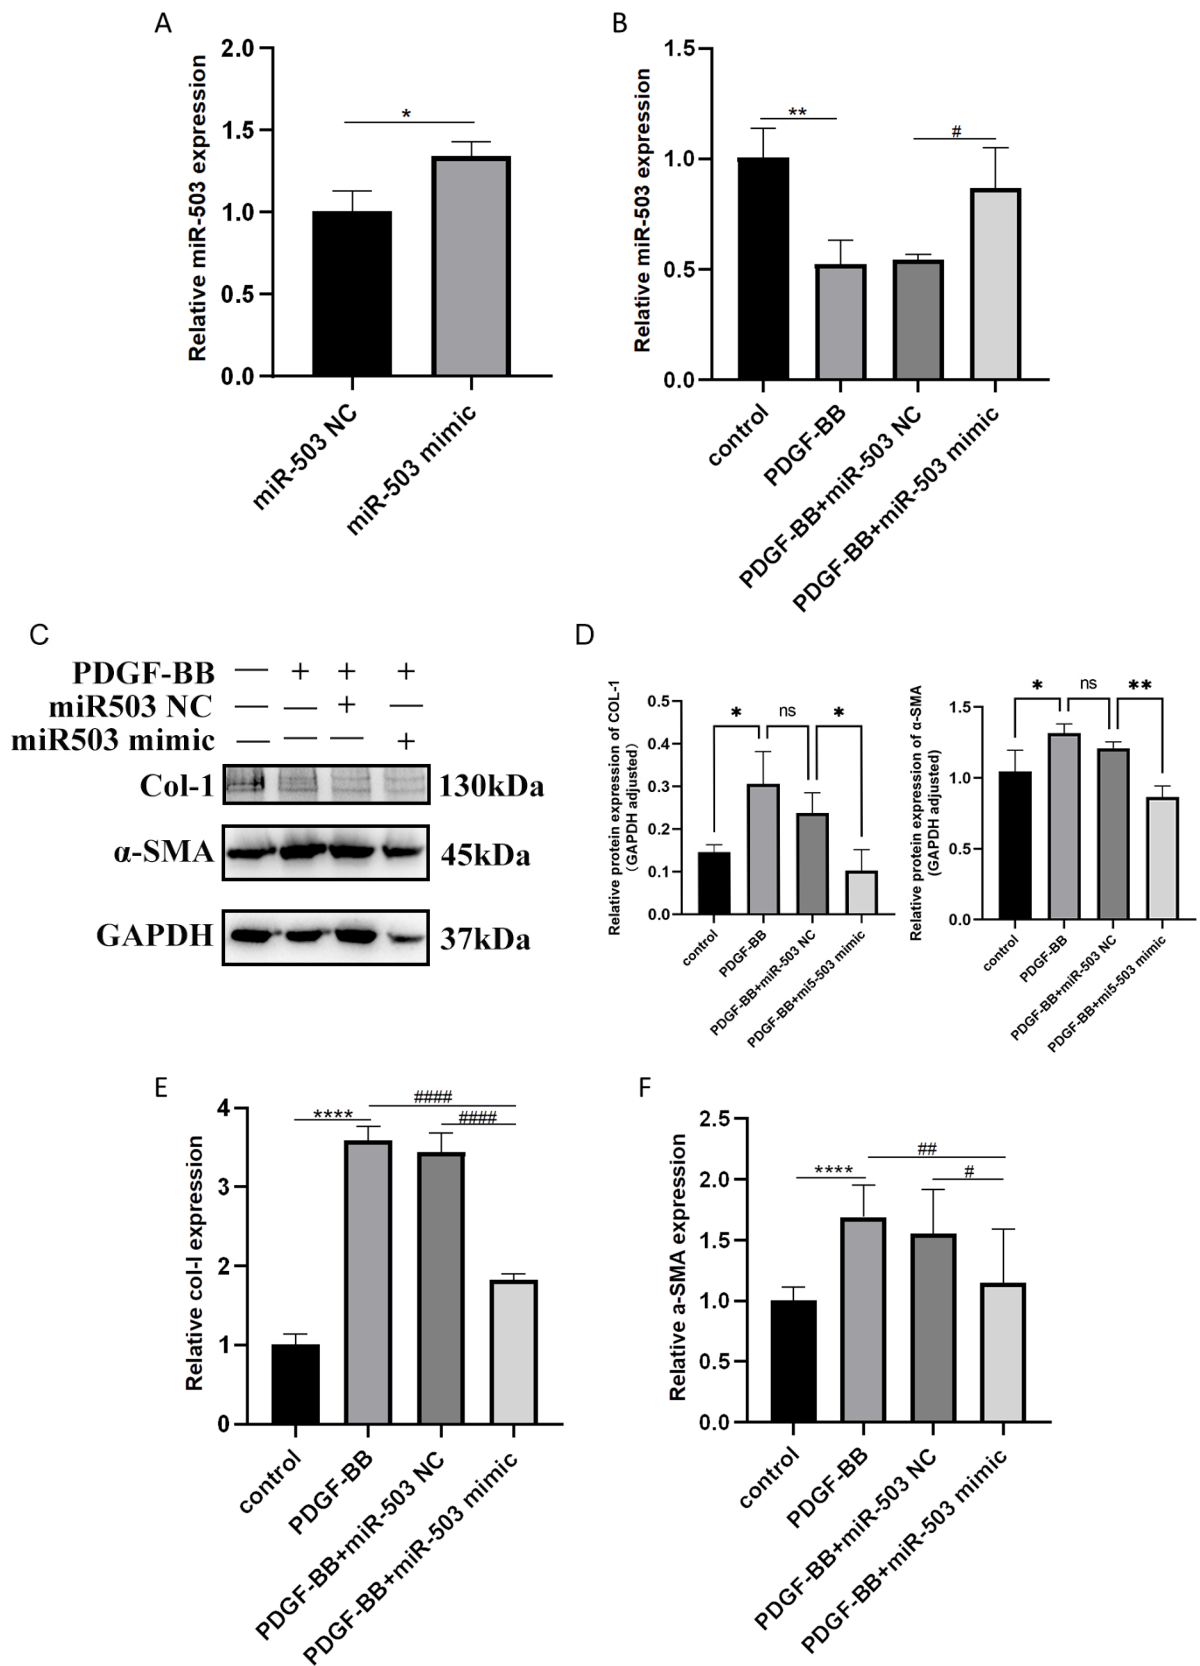 A
2.0
1.5
1.0
0.5
0.0
Relative miR-503 expression
*
miR-503 NC
miR-503 mimic
B
1.5
1.0
0.5
0.0
Relative miR-503 expression
**
#
control
PDGF-BB
PDGF-BB+miR-503 NC
PDGF-BB+miR-503 mimic
C
PDGF-BB — + + +
miR503 NC — — + —
miR503 mimic — — — +
Col-1 130kDa
α-SMA 45kDa
GAPDH 37kDa
D
0.5
0.4
0.3
0.2
0.1
0.0
Relative protein expression of COL-1
(GAPDH adjusted)
* ns *
control
PDGF-BB
PDGF-BB+miR-503 NC
PDGF-BB+mi5-503 mimic
1.5
1.0
0.5
0.0
Relative protein expression of α-SMA
(GAPDH adjusted)
* ns **
control
PDGF-BB
PDGF-BB+miR-503 NC
PDGF-BB+mi5-503 mimic
E
4
3
2
1
0
Relative col-I expression
####
**** ####
control
PDGF-BB
PDGF-BB+miR-503 NC
PDGF-BB+miR-503 mimic
F
2.5
2.0
1.5
1.0
0.5
0.0
Relative a-SMA expression
##
**** #
control
PDGF-BB
PDGF-BB+miR-503 NC
PDGF-BB+miR-503 mimic